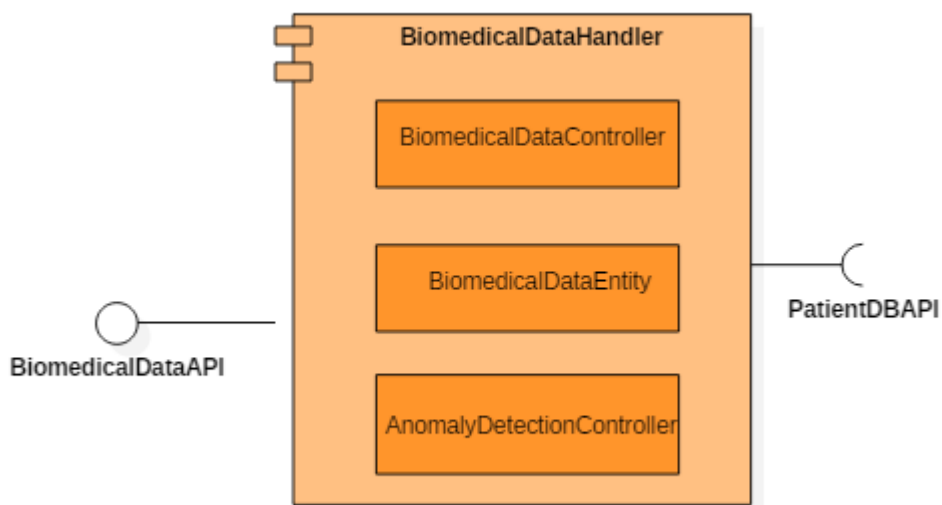 BiomedicalDataHandler
BiomedicalDataController
BiomedicalDataEntity
PatientDBAPI
BiomedicalDataAPI
AnomalyDetectionController